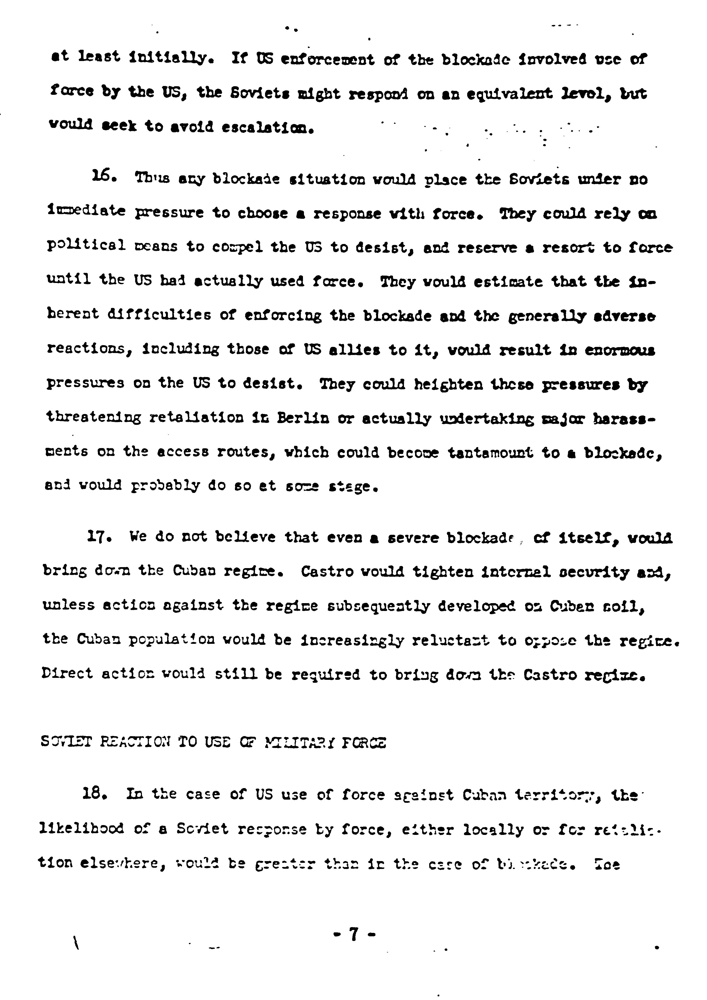 at least initially. If US enforcement of the blockade involved use of
force by the US, the Soviets might respond on an equivalent level, but
would seek to avoid escalation.
16. Thus any blockade situation would place the Soviets under no
immediate pressure to choose a response with force. They could rely on
political means to compel the US to desist, and reserve a resort to force
until the US had actually used force. They would estimate that the in-
herent difficulties of enforcing the blockade and the generally adverse
reactions, including those of US allies to it, would result in enormous
pressures on the US to desist. They could heighten these pressures by
threatening retaliation in Berlin or actually undertaking major harass-
ments on the access routes, which could become tantamount to a blockade,
and would probably do so at some stage.
17. We do not believe that even a severe blockade, of itself, would
bring down the Cuban regime. Castro would tighten internal security and,
unless action against the regime subsequently developed on Cuban soil,
the Cuban population would be increasingly reluctant to oppose the regime.
Direct action would still be required to bring down the Castro regime.
SOVIET REACTION TO USE OF MILITARY FORCE
18. In the case of US use of force against Cuban territory, the
likelihood of a Soviet response by force, either locally or for retalia-
tion elsewhere, would be greater than in the case of blockade. The
- 7 -